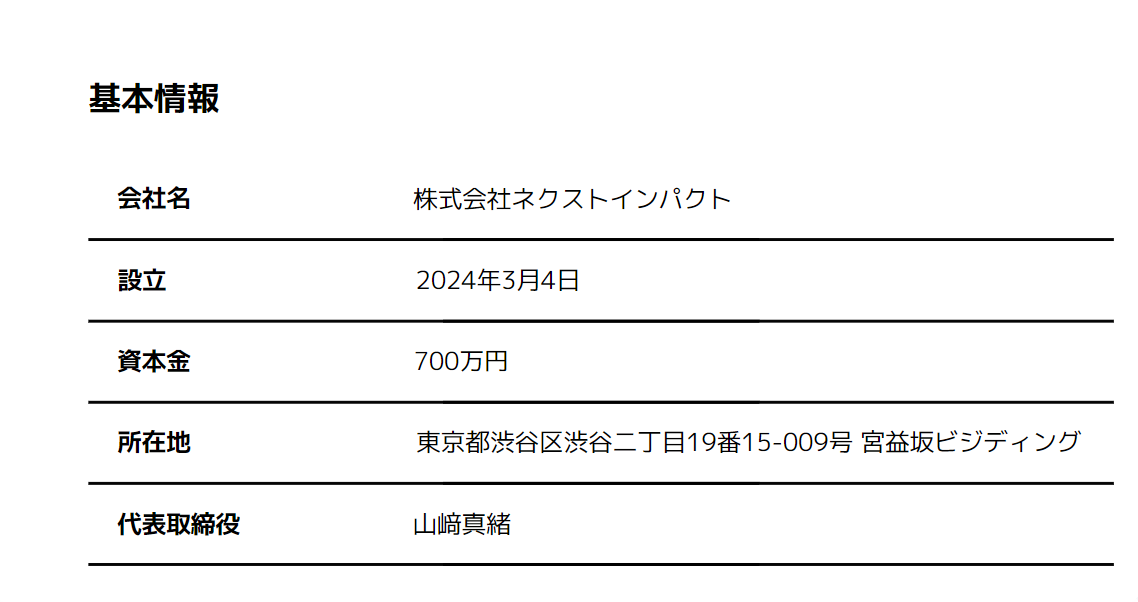 基本情報
会社名 株式会社ネクストインパクト
設立 2024年3月4日
資本金 700万円
所在地 東京都渋谷区渋谷二丁目19番15-009号 宮益坂ビジディング
代表取締役 山﨑真緒